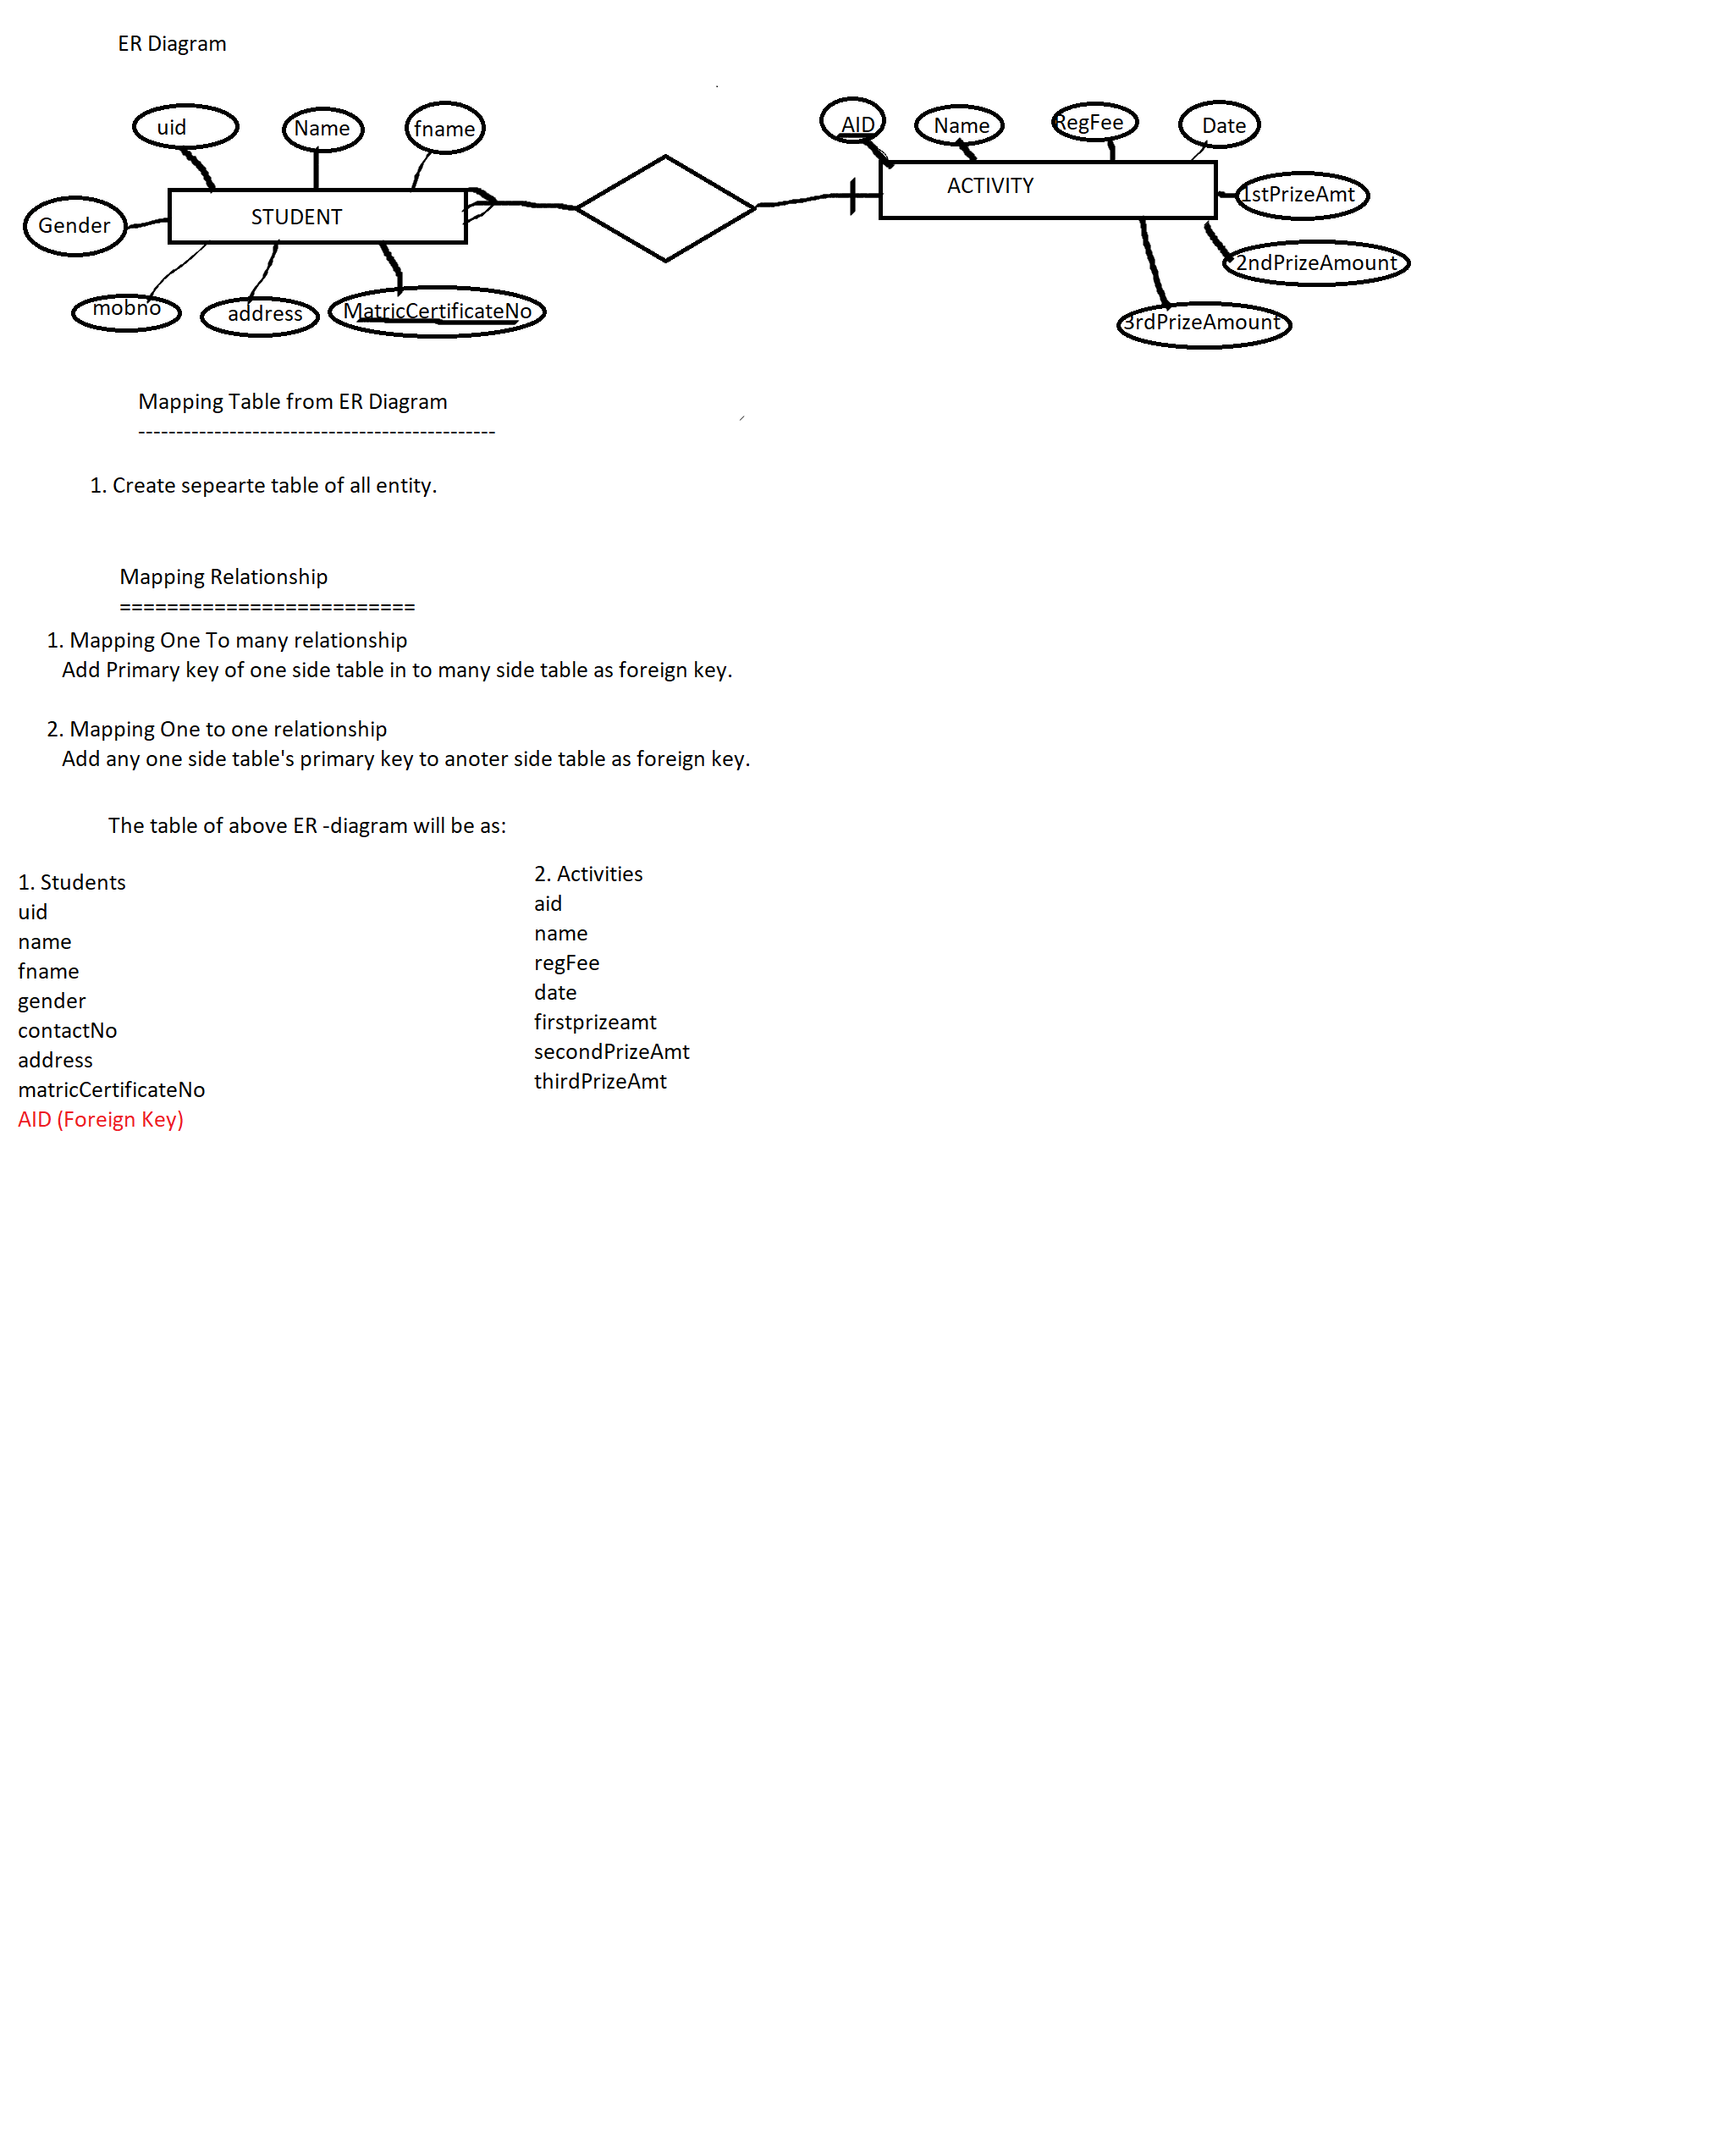 ER Diagram
uid
Name
fname
AID
Name
RegFee
Date
STUDENT
ACTIVITY
1stPrizeAmt
Gender
2ndPrizeAmount
mobno
address
MatricCertificateNo
3rdPrizeAmount
Mapping Table from ER Diagram
-----------------------------------------------
1. Create sepearte table of all entity.
Mapping Relationship
=========================
1. Mapping One To many relationship
Add Primary key of one side table in to many side table as foreign key.
2. Mapping One to one relationship
Add any one side table's primary key to anoter side table as foreign key.
The table of above ER -diagram will be as:
1. Students
uid
name
fname
gender
contactNo
address
matricCertificateNo
AID (Foreign Key)
2. Activities
aid
name
regFee
date
firstprizeamt
secondPrizeAmt
thirdPrizeAmt